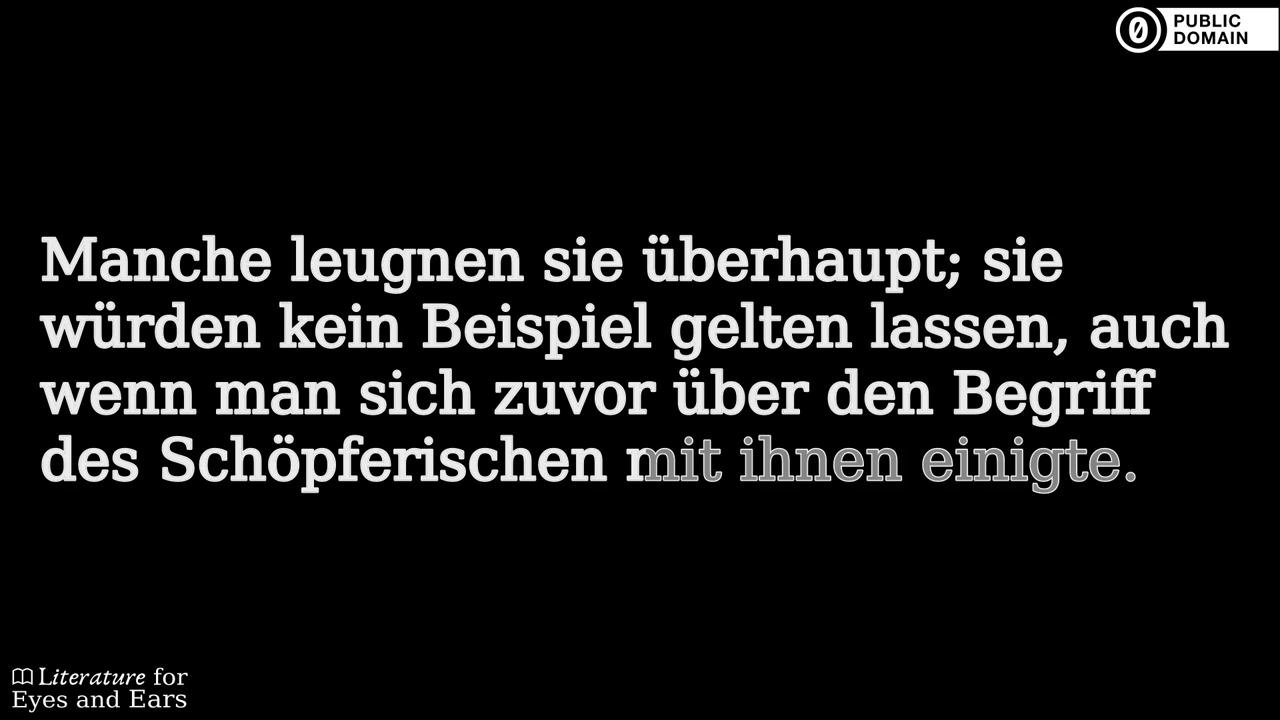 PUBLIC
DOMAIN
Manche leugnen sie überhaupt; sie
würden kein Beispiel gelten lassen, auch
wenn man sich zuvor über den Begriff
des Schöpferischen mit ihnen einigte.
Literature for
Eyes and Ears